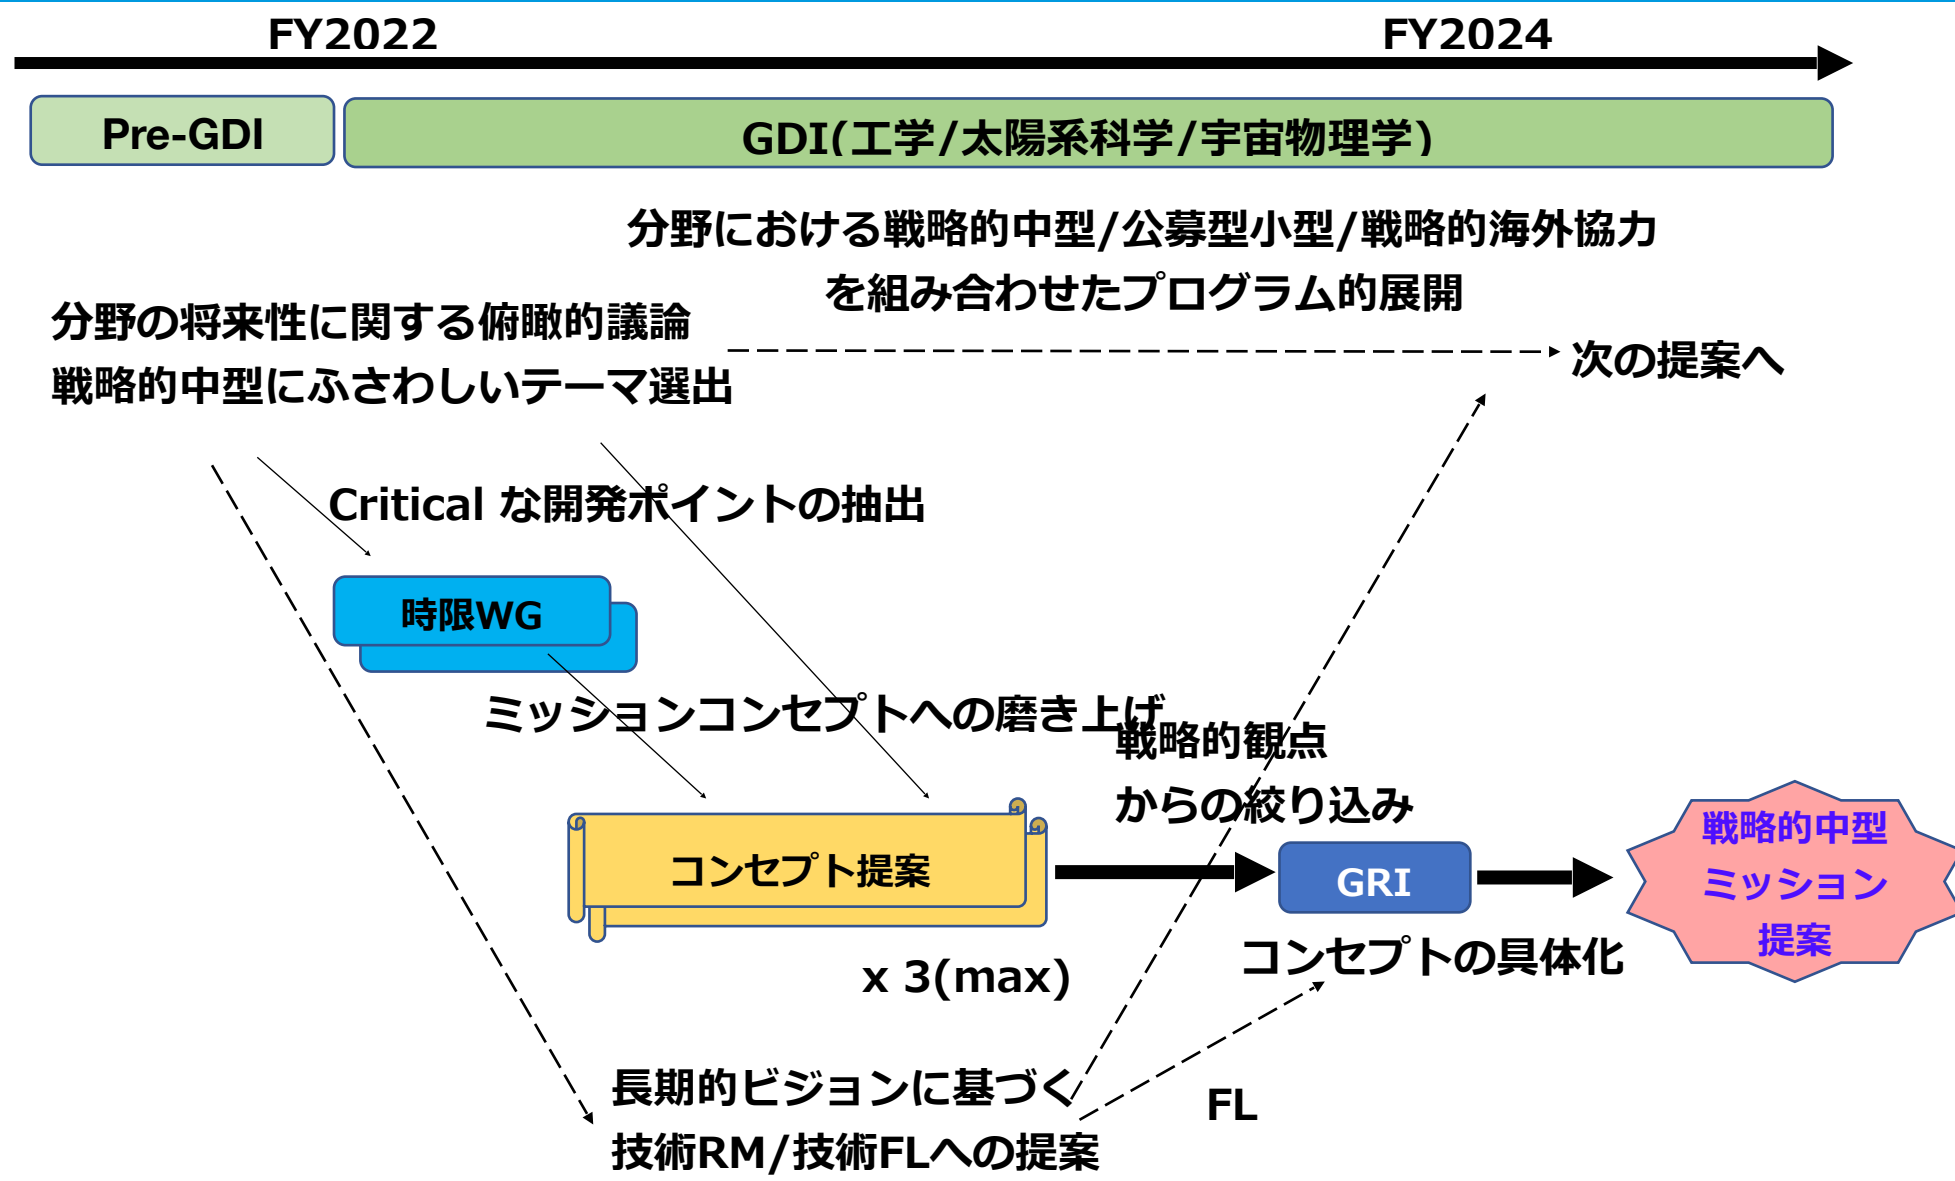 FY2022
FY2024
Pre-GDI
GDI(工学/太陽系科学/宇宙物理学)
分野における戦略的中型/公募型小型/戦略的海外協力
を組み合わせたプログラム的展開
分野の将来性に関する俯瞰的議論
戦略的中型にふさわしいテーマ選出
次の提案へ
Critical な開発ポイントの抽出
時限WG
ミッションコンセプトへの磨き上げ
戦略的観点
からの絞り込み
コンセプト提案
x 3(max)
GRI
コンセプトの具体化
戦略的中型
ミッション
提案
長期的ビジョンに基づく
技術RM/技術FLへの提案
FL